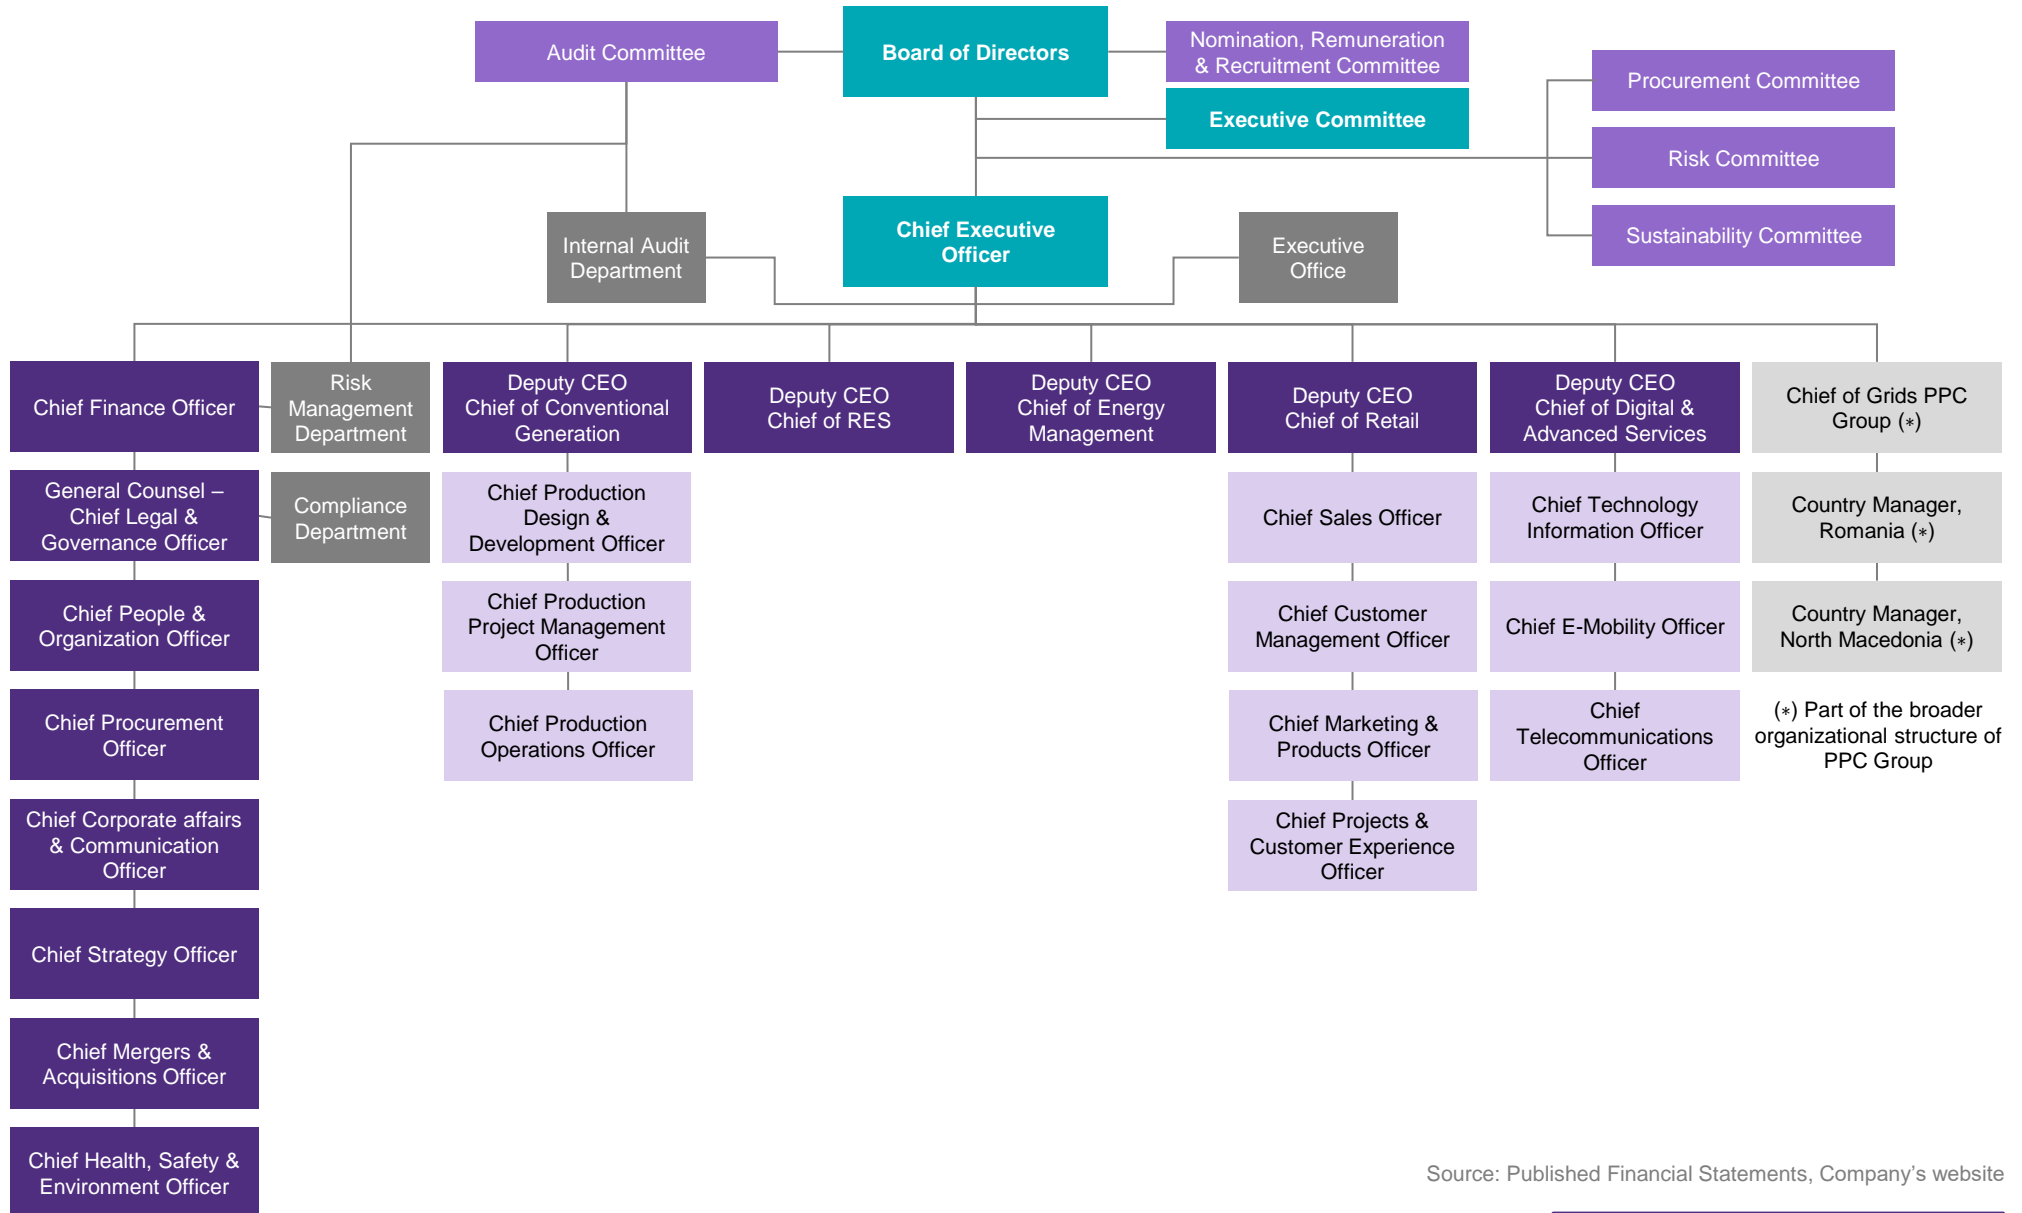 Audit Committee
Board of Directors
Nomination, Remuneration
& Recruitment Committee
Executive Committee
Procurement Committee
Risk Committee
Sustainability Committee
Internal Audit
Department
Chief Executive
Officer
Executive
Office
Chief Finance Officer
Risk
Management
Department
Deputy CEO
Chief of Conventional
Generation
Deputy CEO
Chief of RES
Deputy CEO
Chief of Energy
Management
Deputy CEO
Chief of Retail
Deputy CEO
Chief of Digital &
Advanced Services
Chief of Grids PPC
Group (*)
General Counsel –
Chief Legal &
Governance Officer
Compliance
Department
Chief Production
Design &
Development Officer
Chief Sales Officer
Chief Technology
Information Officer
Country Manager,
Romania (*)
Chief People &
Organization Officer
Chief Production
Project Management
Officer
Chief Customer
Management Officer
Chief E-Mobility Officer
Country Manager,
North Macedonia (*)
Chief Procurement
Officer
Chief Production
Operations Officer
Chief Marketing &
Products Officer
Chief
Telecommunications
Officer
(*) Part of the broader
organizational structure of
PPC Group
Chief Corporate affairs
& Communication
Officer
Chief Projects &
Customer Experience
Officer
Chief Strategy Officer
Chief Mergers &
Acquisitions Officer
Chief Health, Safety &
Environment Officer
Source: Published Financial Statements, Company's website